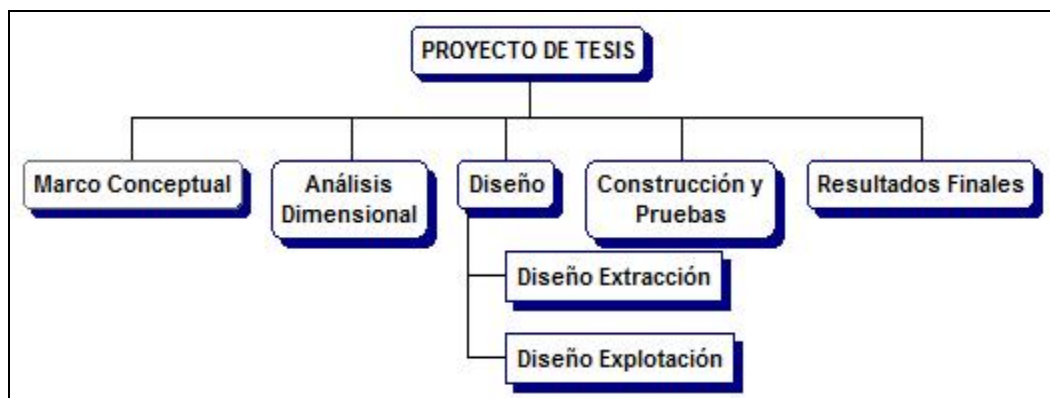 PROYECTO DE TESIS
Marco Conceptual
Análisis
Dimensional
Diseño
Construcción y
Pruebas
Resultados Finales
Diseño Extracción
Diseño Explotación